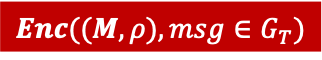 Enc((M, ρ), msg ∈ G_T)